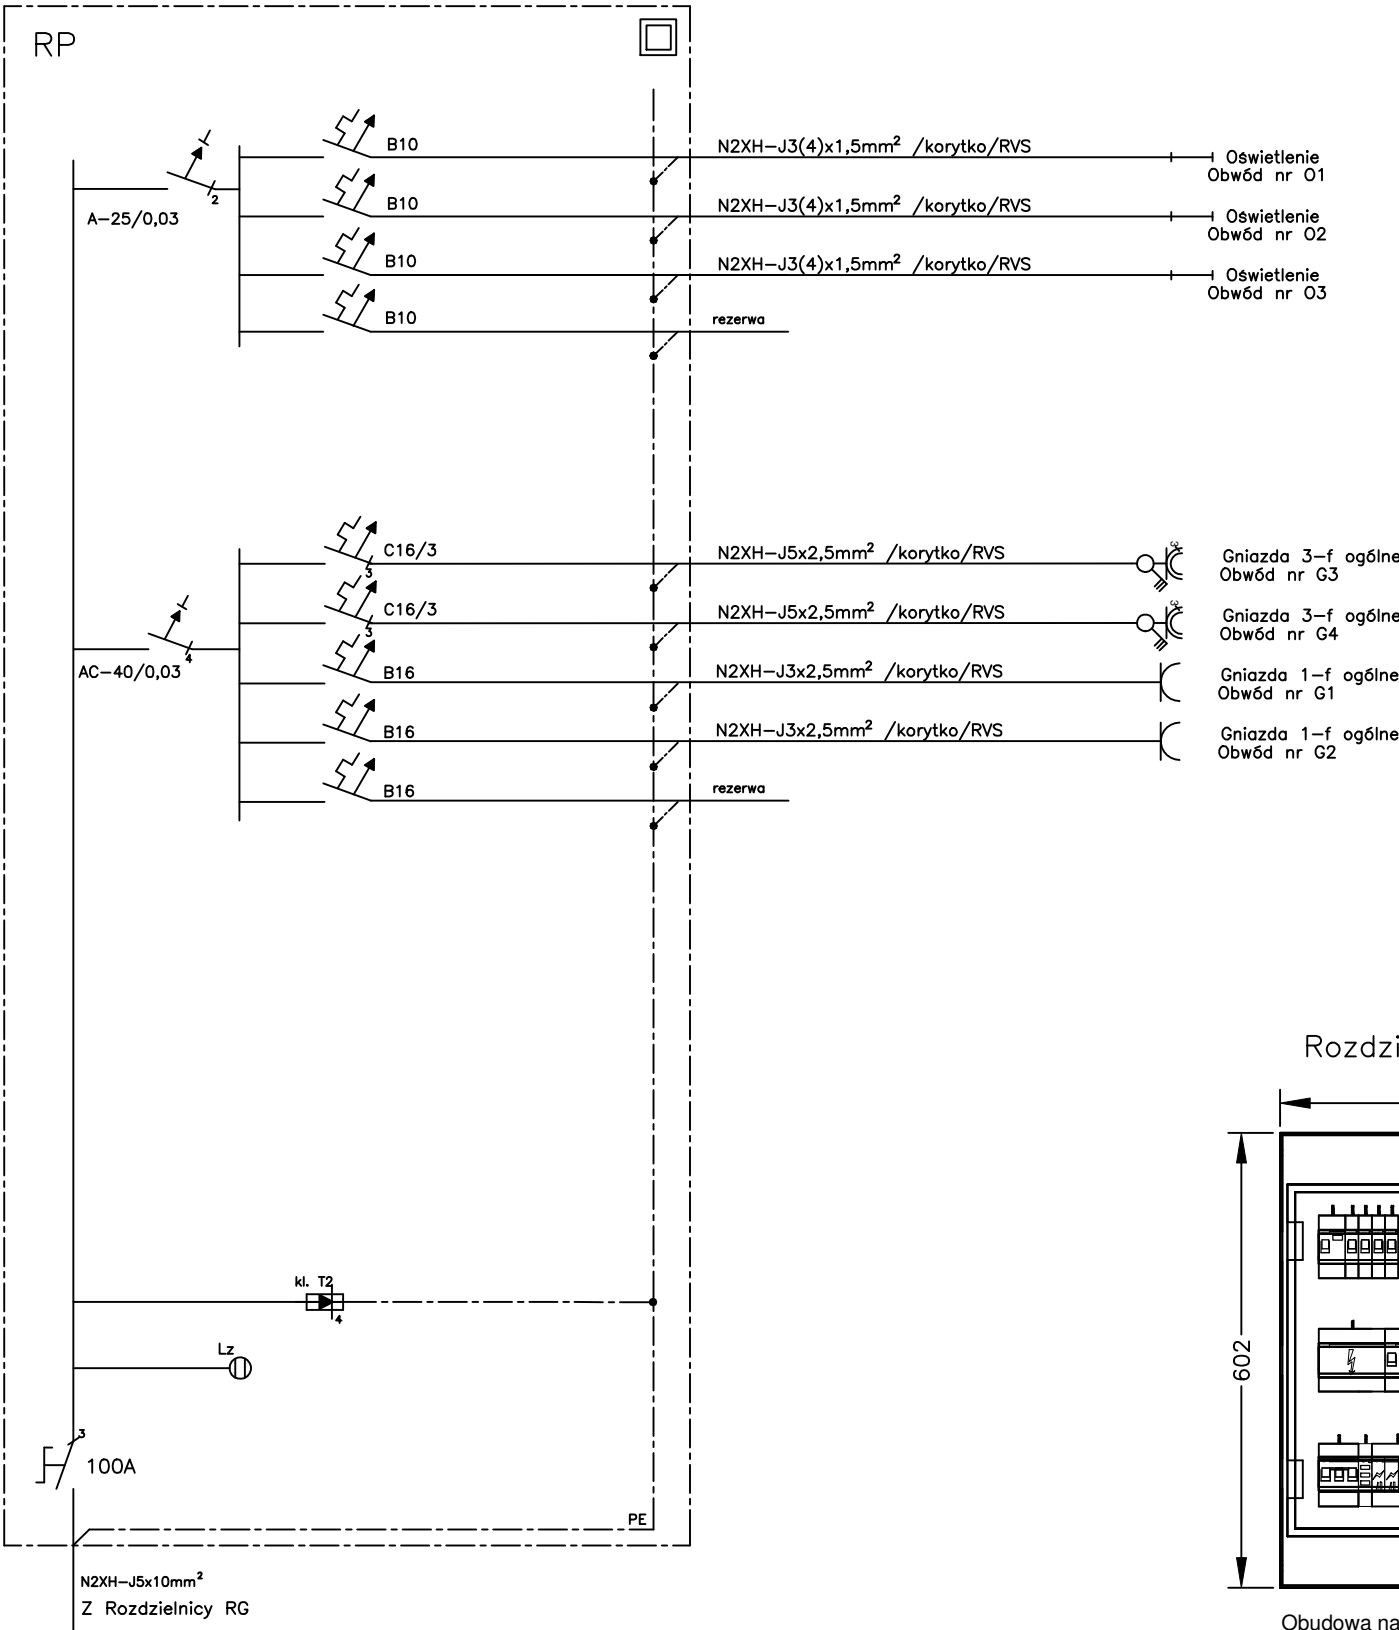 RP
B10
N2XH-J3(4)x1,5mm² /korytko/RVS
Oświetlenie
Obwód nr O1
2
A-25/0,03
B10
N2XH-J3(4)x1,5mm² /korytko/RVS
Oświetlenie
Obwód nr O2
B10
N2XH-J3(4)x1,5mm² /korytko/RVS
Oświetlenie
Obwód nr O3
B10
rezerwa
C16/3
3
N2XH-J5x2,5mm² /korytko/RVS
Gniazda 3-f ogólne
Obwód nr G3
C16/3
3
N2XH-J5x2,5mm² /korytko/RVS
Gniazda 3-f ogólne
Obwód nr G4
4
AC-40/0,03
B16
N2XH-J3x2,5mm² /korytko/RVS
Gniazda 1-f ogólne
Obwód nr G1
B16
N2XH-J3x2,5mm² /korytko/RVS
Gniazda 1-f ogólne
Obwód nr G2
B16
rezerwa
Rozdzi
kl. T2
4
Lz
602
3
100A
PE
N2XH-J5x10mm²
Z Rozdzielnicy RG
Obudowa na